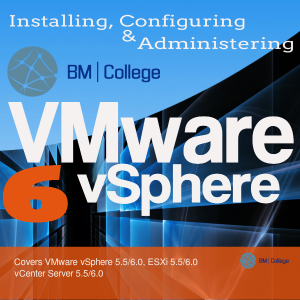 Installing, Configuring
& Administering
BM | College
VMware
6 vSphere
Covers VMware vSphere 5.5/6.0, ESXi 5.5/6.0
vCenter Server 5.5/6.0
BM | College